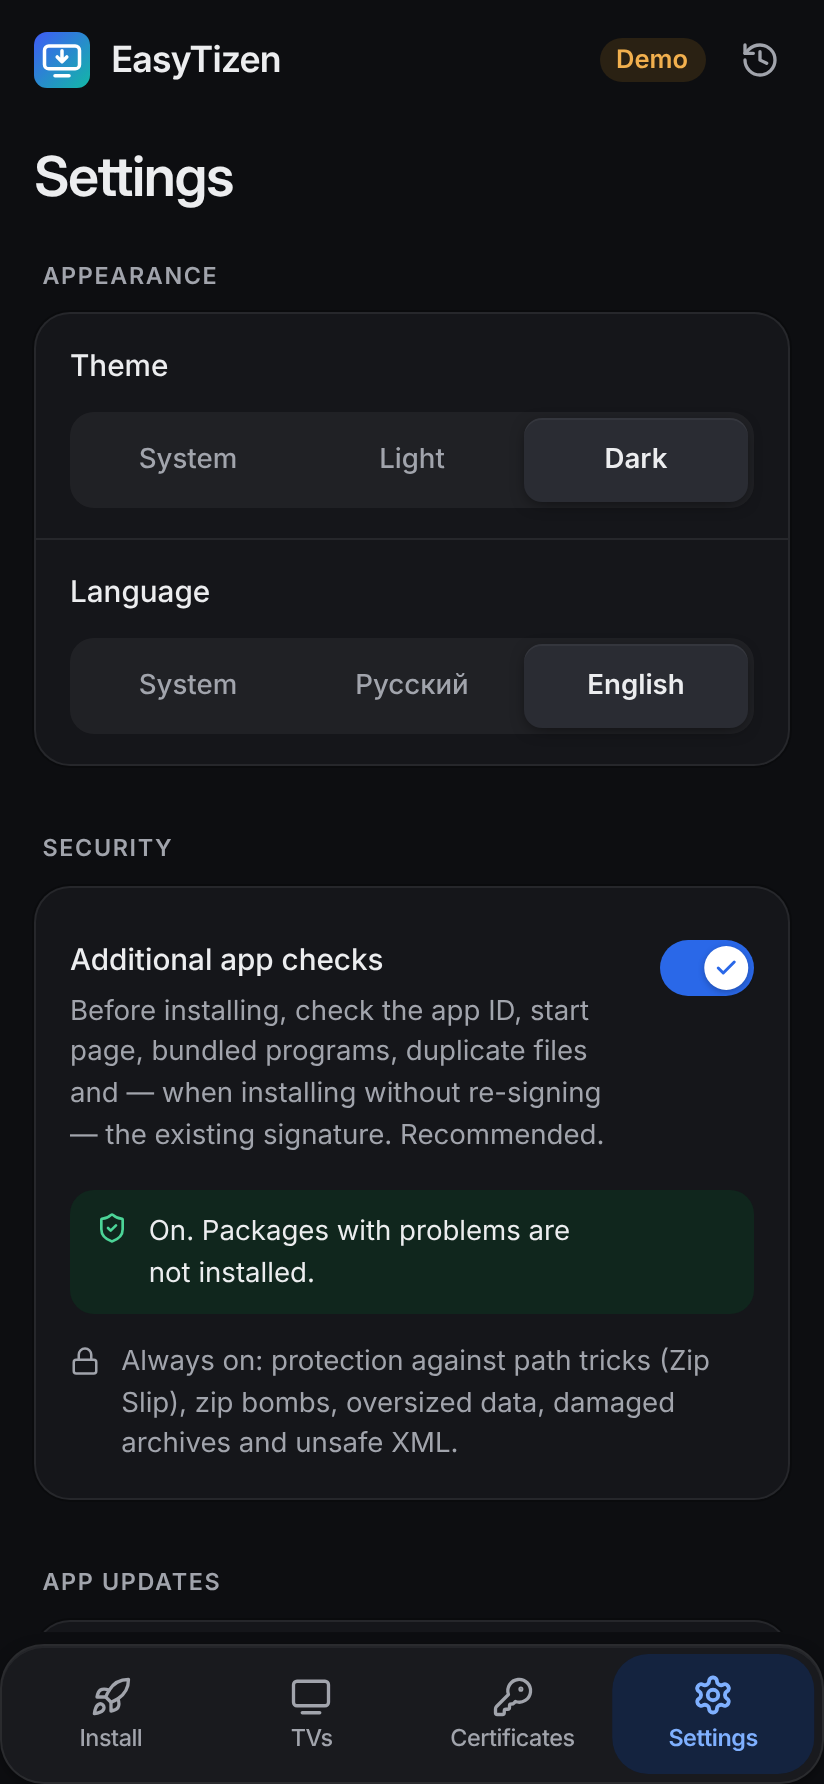 EasyTizen
Demo
Settings
APPEARANCE
Theme
System
Light
Dark
Language
System
Русский
English
SECURITY
Additional app checks
Before installing, check the app ID, start
page, bundled programs, duplicate files
and — when installing without re-signing
— the existing signature. Recommended.
On. Packages with problems are
not installed.
Always on: protection against path tricks (Zip
Slip), zip bombs, oversized data, damaged
archives and unsafe XML.
APP UPDATES
Install
TVs
Certificates
Settings